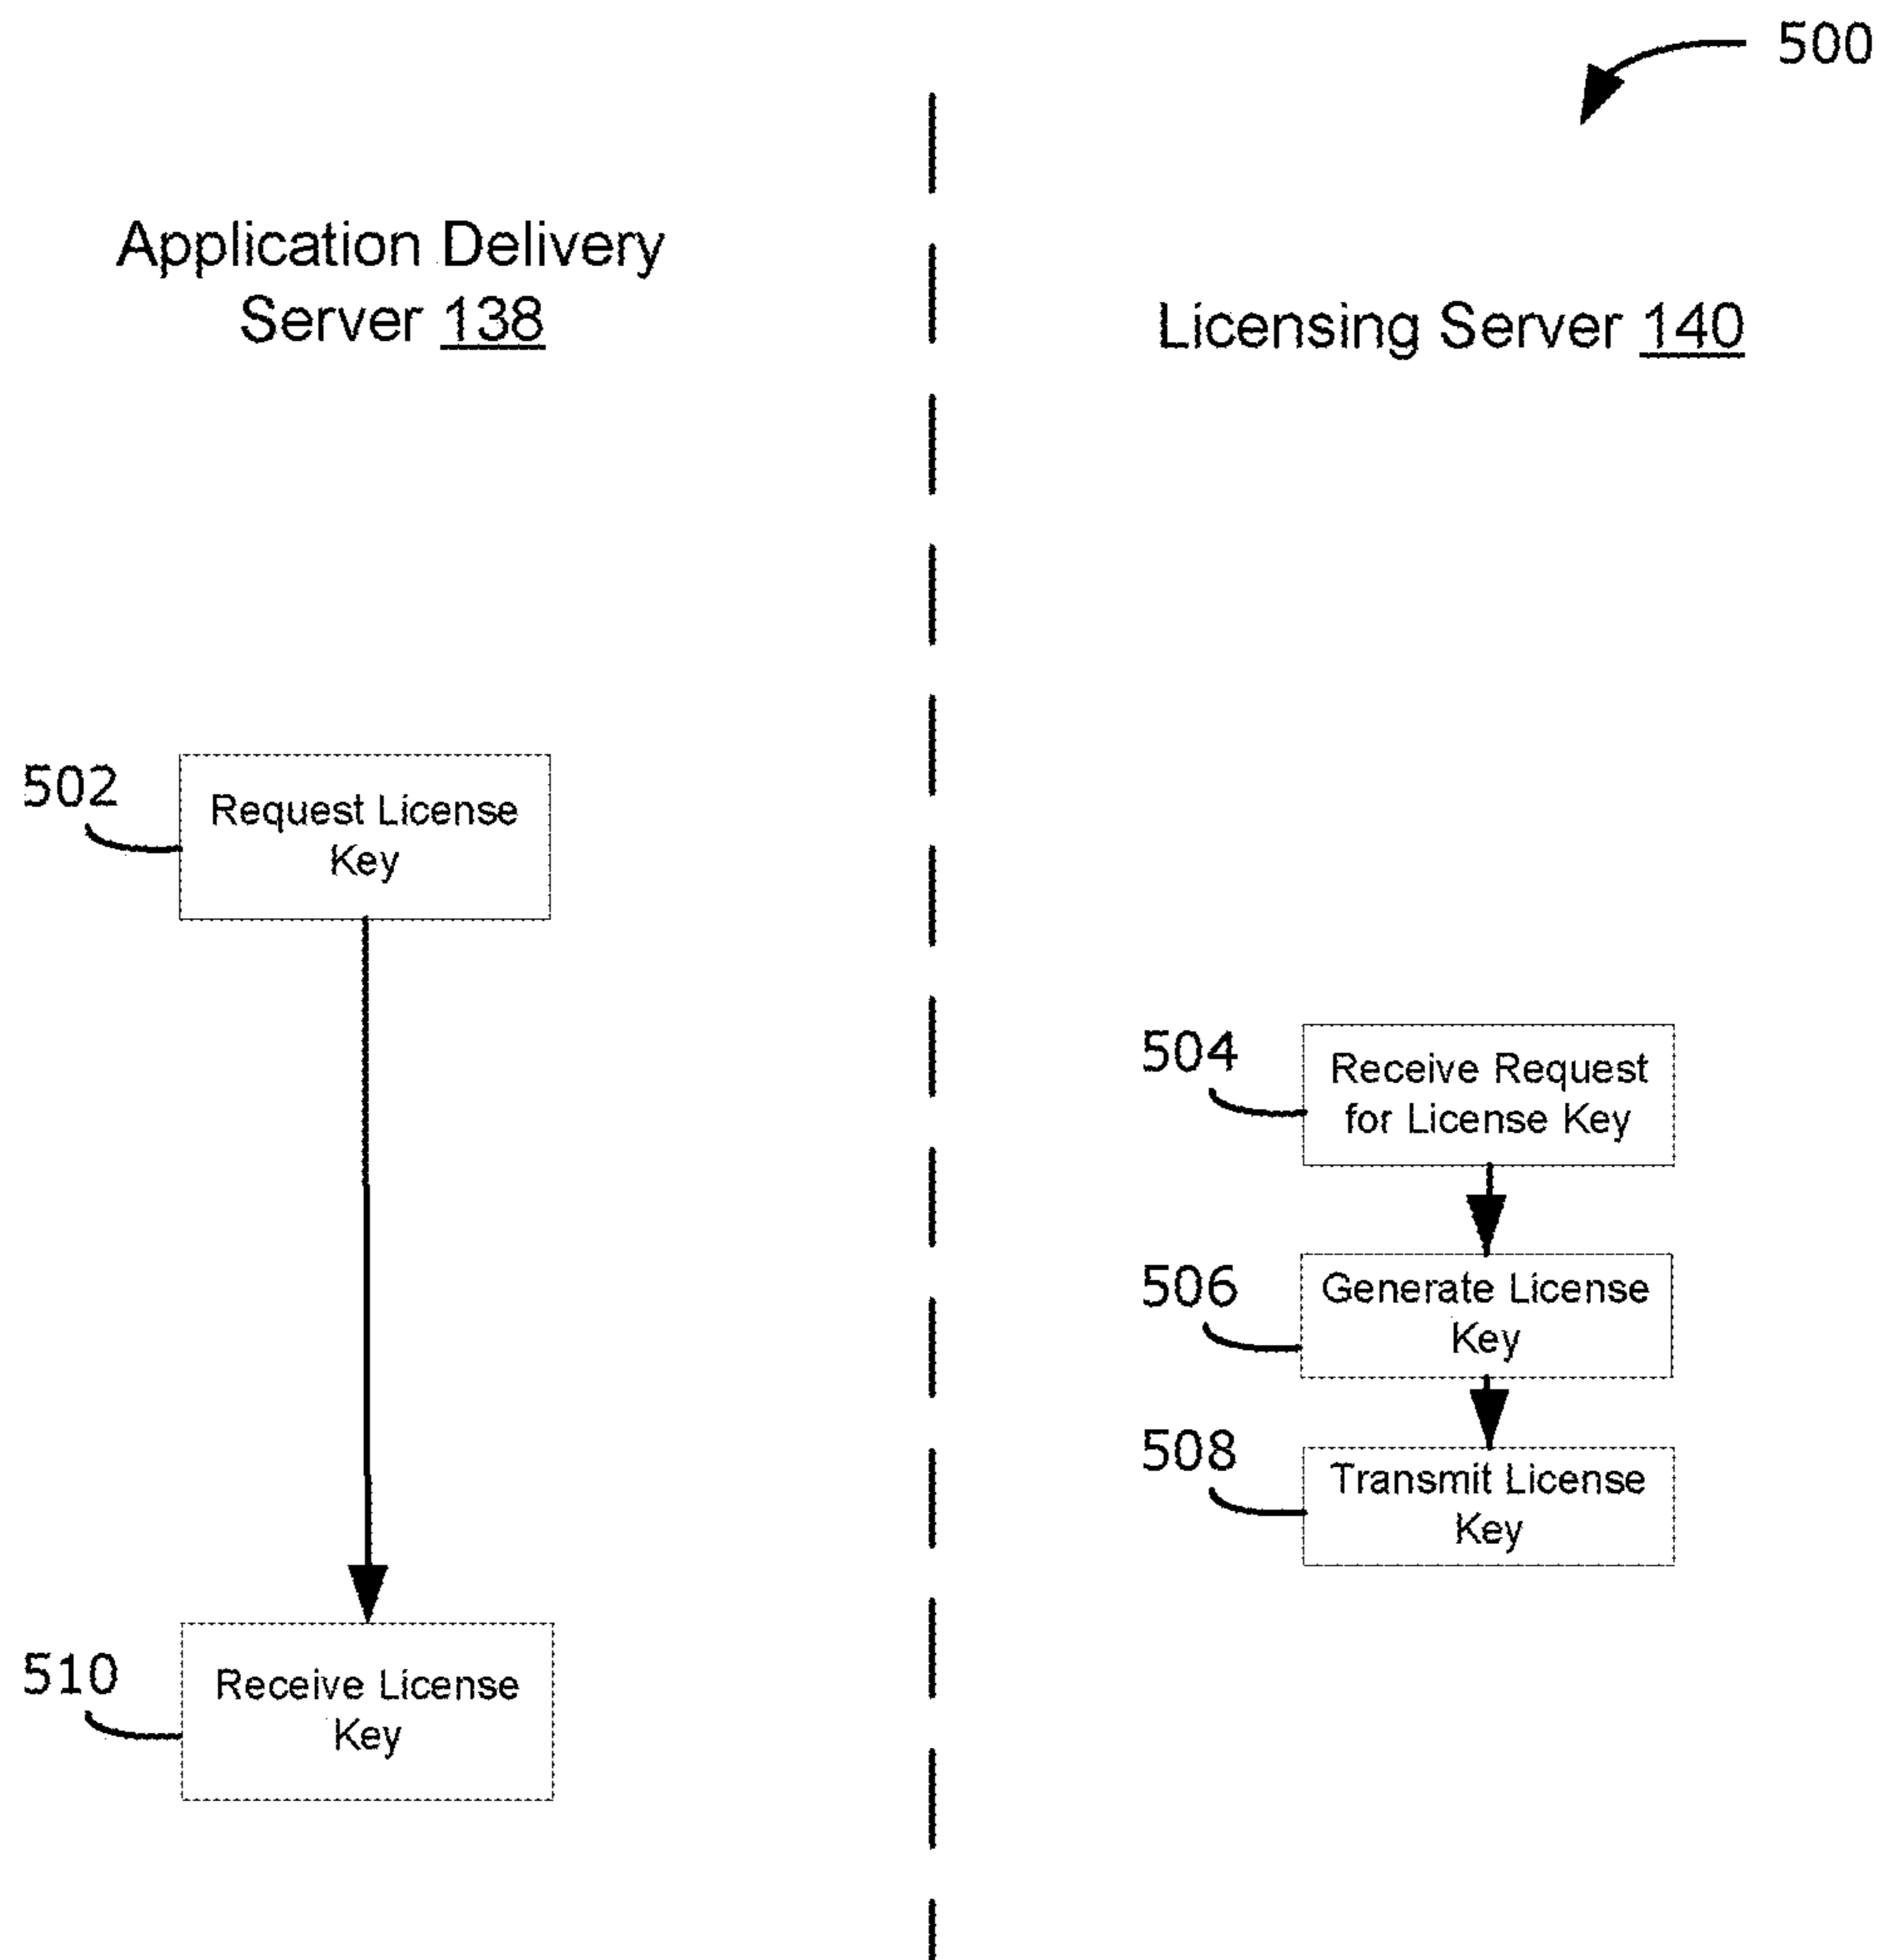 500
Application Delivery
Server 138
Licensing Server 140
502
Request License
Key
504
Receive Request
for License Key
506
Generate License
Key
508
Transmit License
Key
510
Receive License
Key